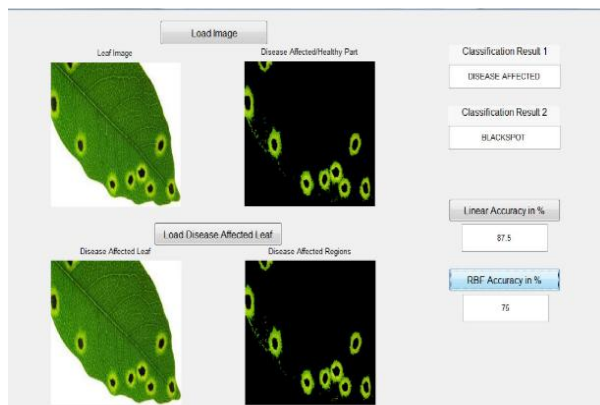 Load Image
Leaf Image
Disease Affected/Healthy Part
Classification Result 1
DISEASE AFFECTED
Classification Result 2
BLACKSPOT
Load Disease Affected Leaf
Disease Affected Leaf
Disease Affected Regions
Linear Accuracy in %
87.5
RBF Accuracy in %
75